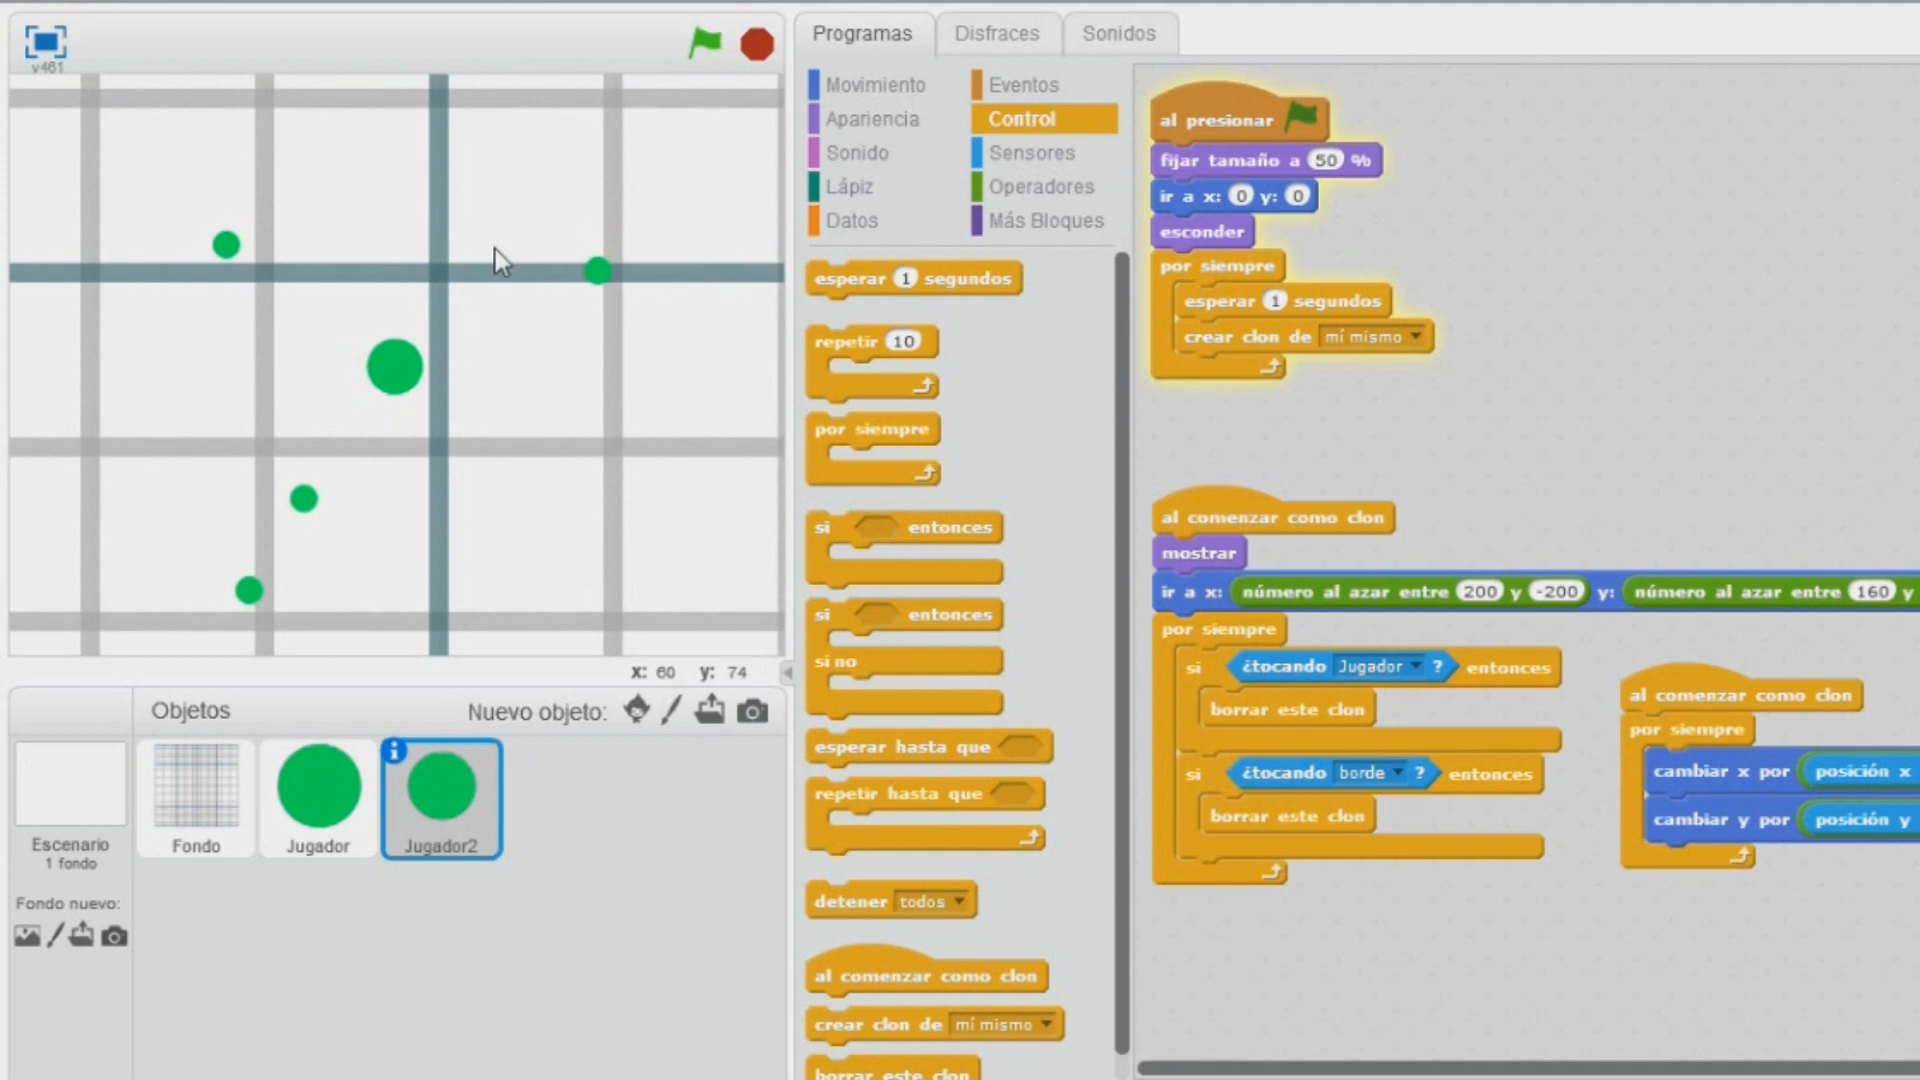 v461
x: 60 y: 74
Objetos
Nuevo objeto:
Escenario
1 fondo
Fondo nuevo:
Fondo
Jugador
Jugador2
Programas
Disfraces
Sonidos
Movimiento
Apariencia
Sonido
Lápiz
Datos
Eventos
Control
Sensores
Operadores
Más Bloques
esperar 1 segundos
repetir 10
por siempre
si entonces
si entonces
si no
esperar hasta que
repetir hasta que
detener todos
al comenzar como clon
crear clon de mí mismo
borrar este clon
al presionar
fijar tamaño a 50 %
ir a x: 0 y: 0
esconder
por siempre
esperar 1 segundos
crear clon de mí mismo
al comenzar como clon
mostrar
ir a x: número al azar entre 200 y -200 y: número al azar entre 160 y
por siempre
si ¿tocando Jugador ? entonces
borrar este clon
si ¿tocando borde ? entonces
borrar este clon
al comenzar como clon
por siempre
cambiar x por posición x
cambiar y por posición y